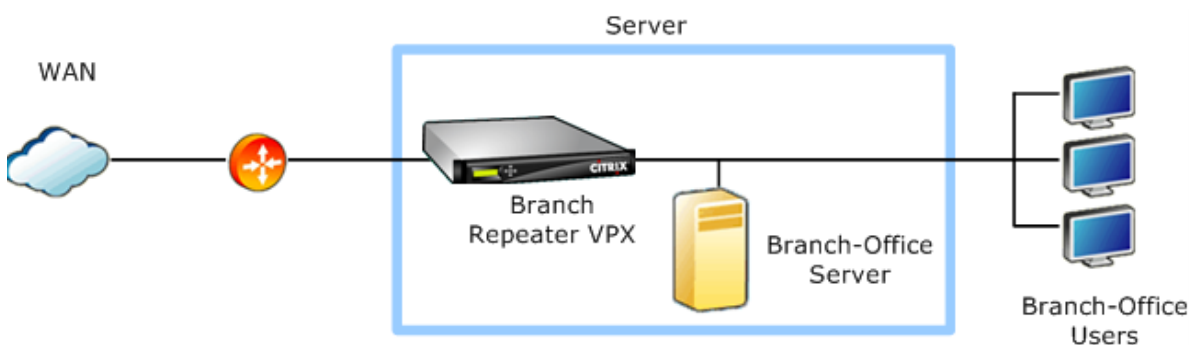 Server
WAN
CITRIX
Branch
Repeater VPX
Branch-Office
Server
Branch-Office
Users